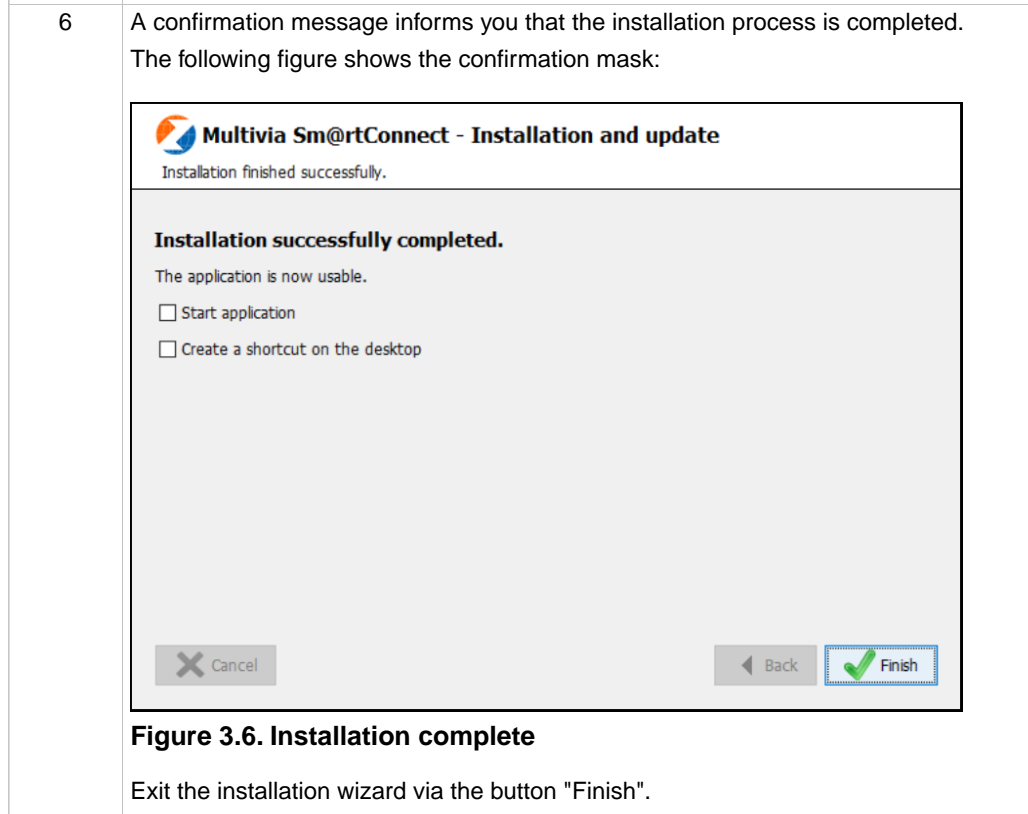 6
A confirmation message informs you that the installation process is completed.
The following figure shows the confirmation mask:
Multivia Sm@rtConnect - Installation and update
Installation finished successfully.
Installation successfully completed.
The application is now usable.
Start application
Create a shortcut on the desktop
Cancel
Back
Finish
Figure 3.6. Installation complete
Exit the installation wizard via the button "Finish".